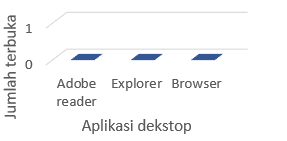 Jumlah terbuka
1
0
Adobe reader
Explorer
Browser
Aplikasi dekstop